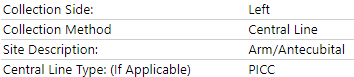 Collection Side: Left
Collection Method Central Line
Site Description: Arm/Antecubital
Central Line Type: (If Applicable) PICC